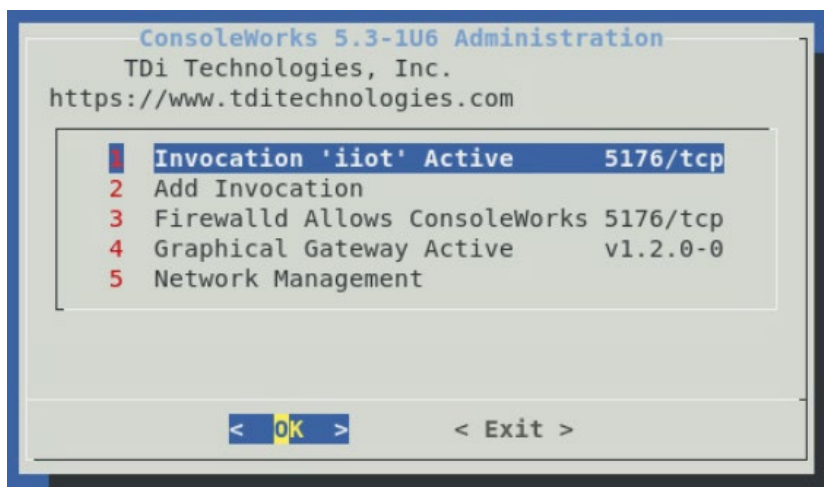 ConsoleWorks 5.3-1U6 Administration
TDi Technologies, Inc.
https://www.tditechnologies.com
1 Invocation 'iiot' Active 5176/tcp
2 Add Invocation
3 Firewalld Allows ConsoleWorks 5176/tcp
4 Graphical Gateway Active v1.2.0-0
5 Network Management
< OK > < Exit >